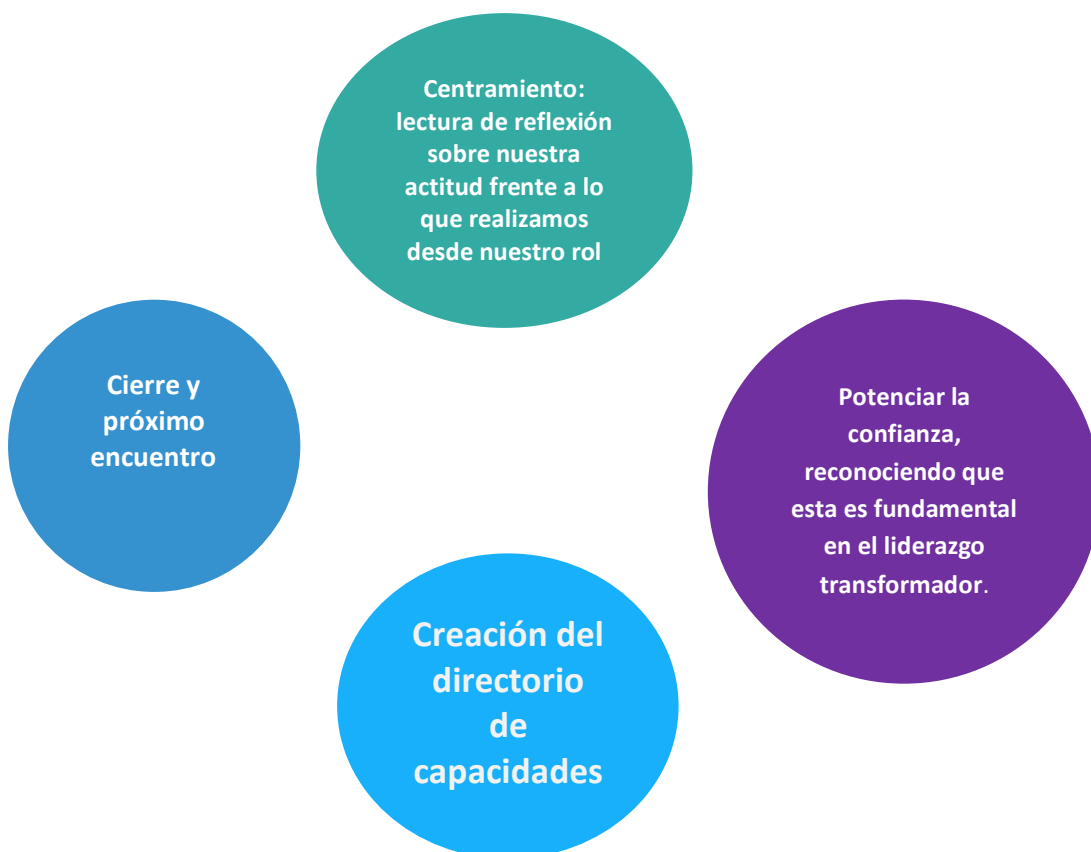 Centramiento:
lectura de reflexión
sobre nuestra
actitud frente a lo
que realizamos
desde nuestro rol
Potenciar la
confianza,
reconociendo que
esta es fundamental
en el liderazgo
transformador.
Creación del
directorio
de
capacidades
Cierre y
próximo
encuentro